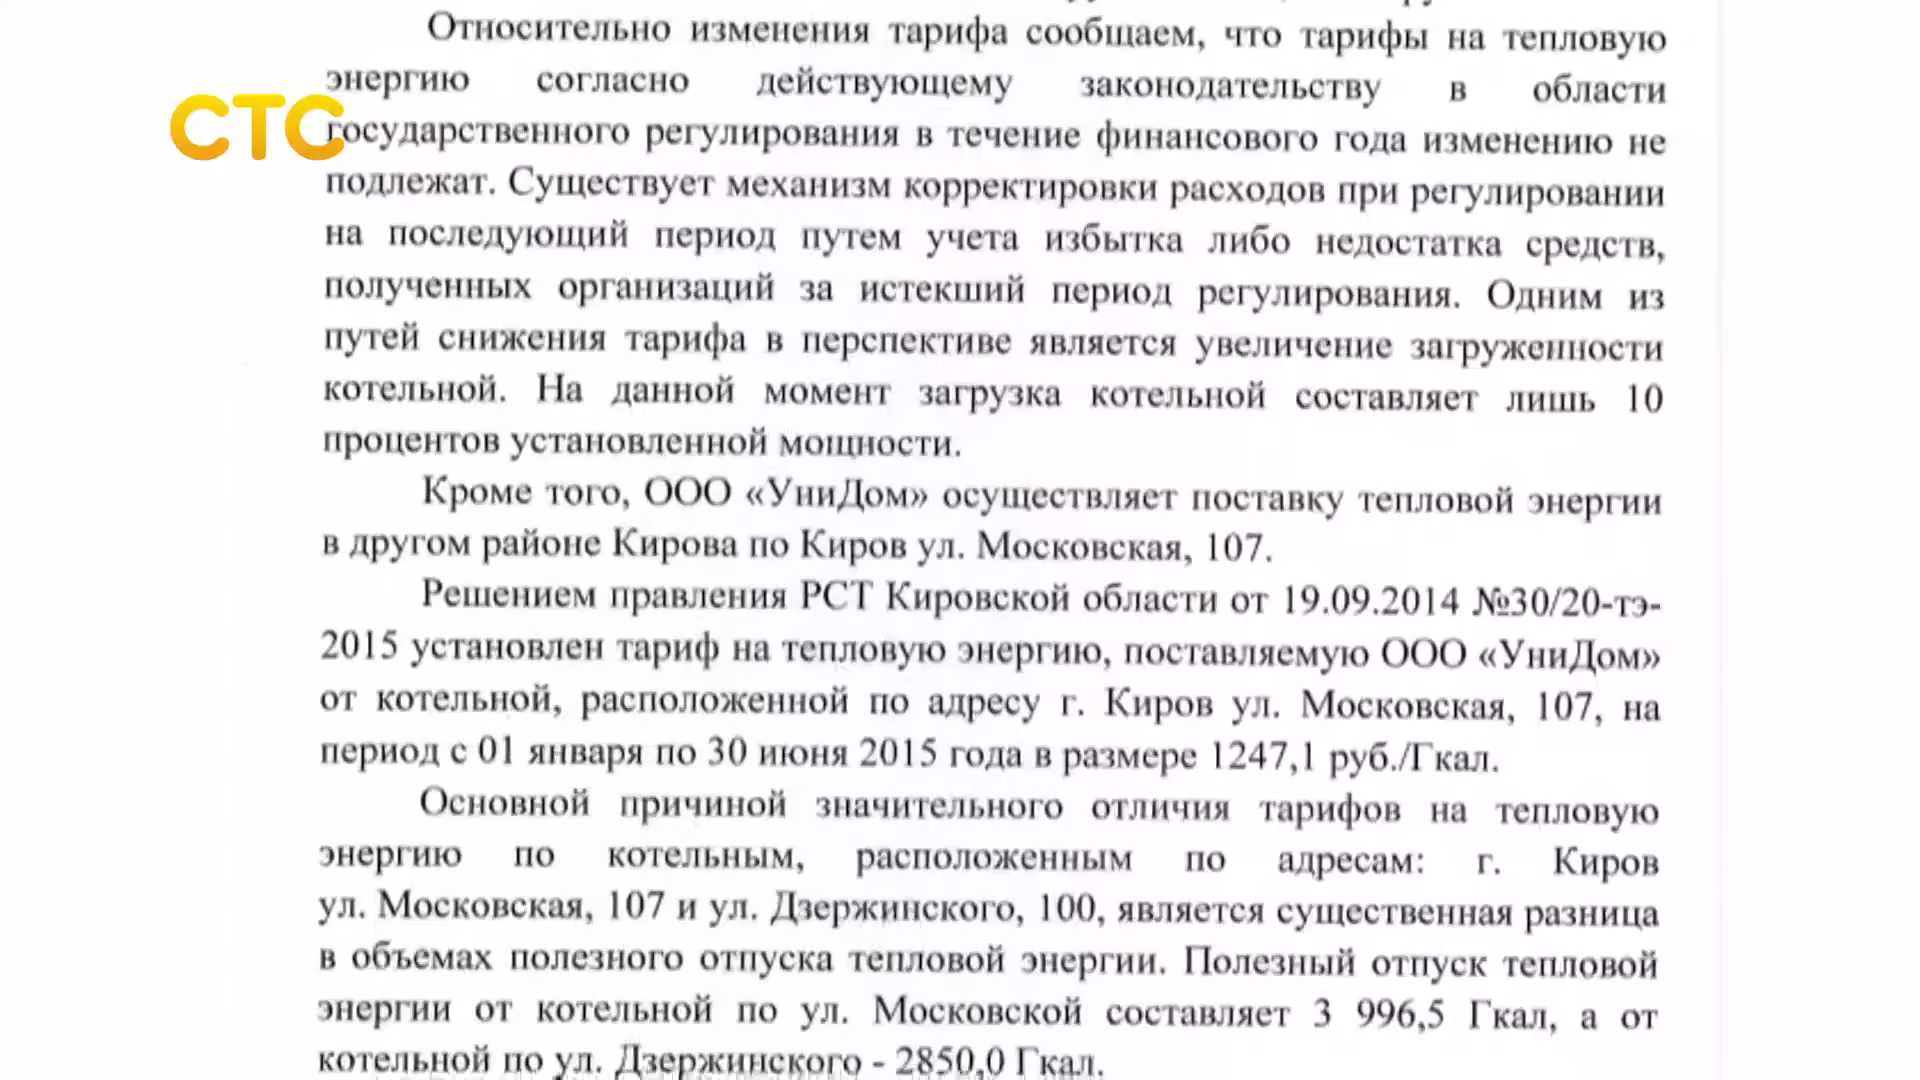 Относительно изменения тарифа сообщаем, что тарифы на тепловую
энергию согласно действующему законодательству в области
СТС
государственного регулирования в течение финансового года изменению не
подлежат. Существует механизм корректировки расходов при регулировании
на последующий период путем учета избытка либо недостатка средств,
полученных организаций за истекший период регулирования. Одним из
путей снижения тарифа в перспективе является увеличение загруженности
котельной. На данной момент загрузка котельной составляет лишь 10
процентов установленной мощности.
Кроме того, ООО «УниДом» осуществляет поставку тепловой энергии
в другом районе Кирова по Киров ул. Московская, 107.
Решением правления РСТ Кировской области от 19.09.2014 №30/20-тэ-
2015 установлен тариф на тепловую энергию, поставляемую ООО «УниДом»
от котельной, расположенной по адресу г. Киров ул. Московская, 107, на
период с 01 января по 30 июня 2015 года в размере 1247,1 руб./Гкал.
Основной причиной значительного отличия тарифов на тепловую
энергию по котельным, расположенным по адресам: г. Киров
ул. Московская, 107 и ул. Дзержинского, 100, является существенная разница
в объемах полезного отпуска тепловой энергии. Полезный отпуск тепловой
энергии от котельной по ул. Московской составляет 3 996,5 Гкал, а от
котельной по ул. Дзержинского - 2850,0 Гкал.